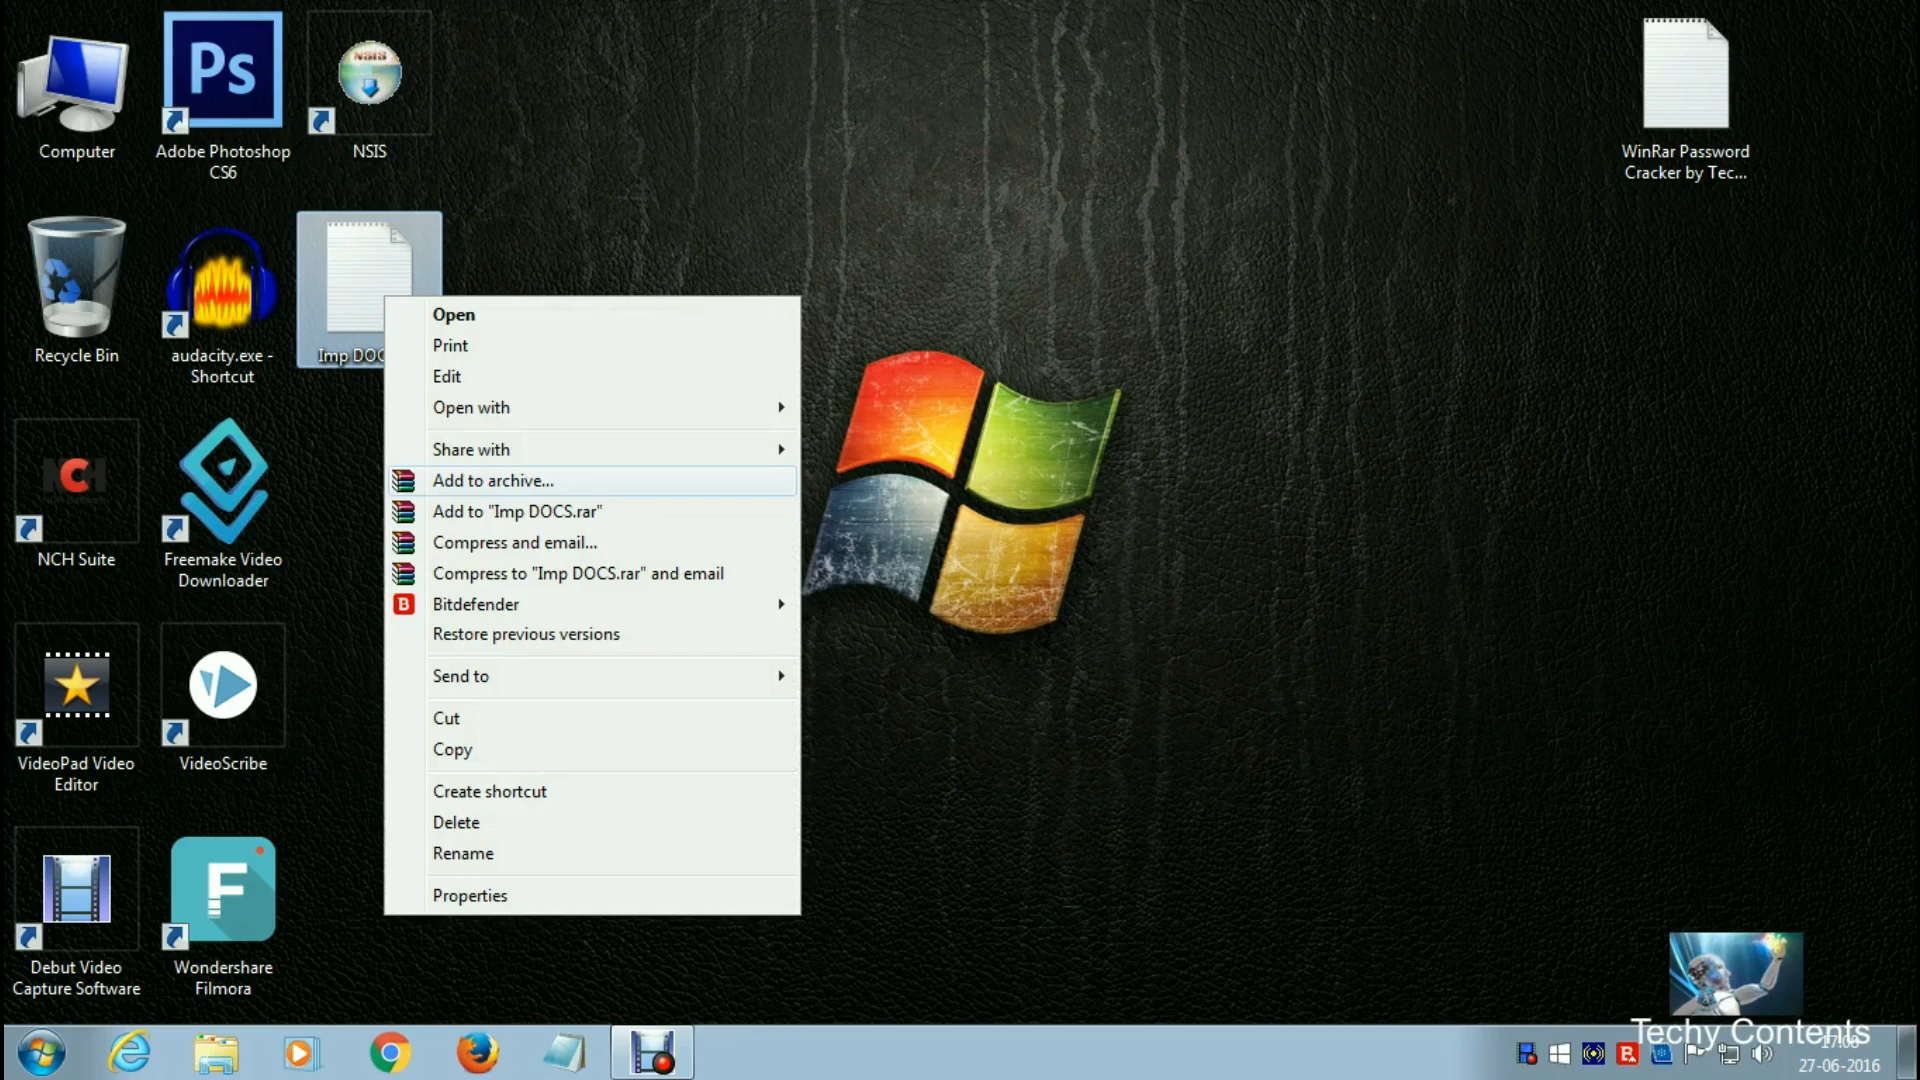 Computer
Ps
Adobe Photoshop
CS6
NSIS
NSIS
WinRar Password
Cracker by Tec...
Recycle Bin
audacity.exe -
Shortcut
Imp DOC
NCH
NCH Suite
Freemake Video
Downloader
VideoPad Video
Editor
VideoScribe
Debut Video
Capture Software
F
Wondershare
Filmora
Open
Print
Edit
Open with
Share with
Add to archive...
Add to "Imp DOCS.rar"
Compress and email...
Compress to "Imp DOCS.rar" and email
B
Bitdefender
Restore previous versions
Send to
Cut
Copy
Create shortcut
Delete
Rename
Properties
Techy Contents
27-06-2016